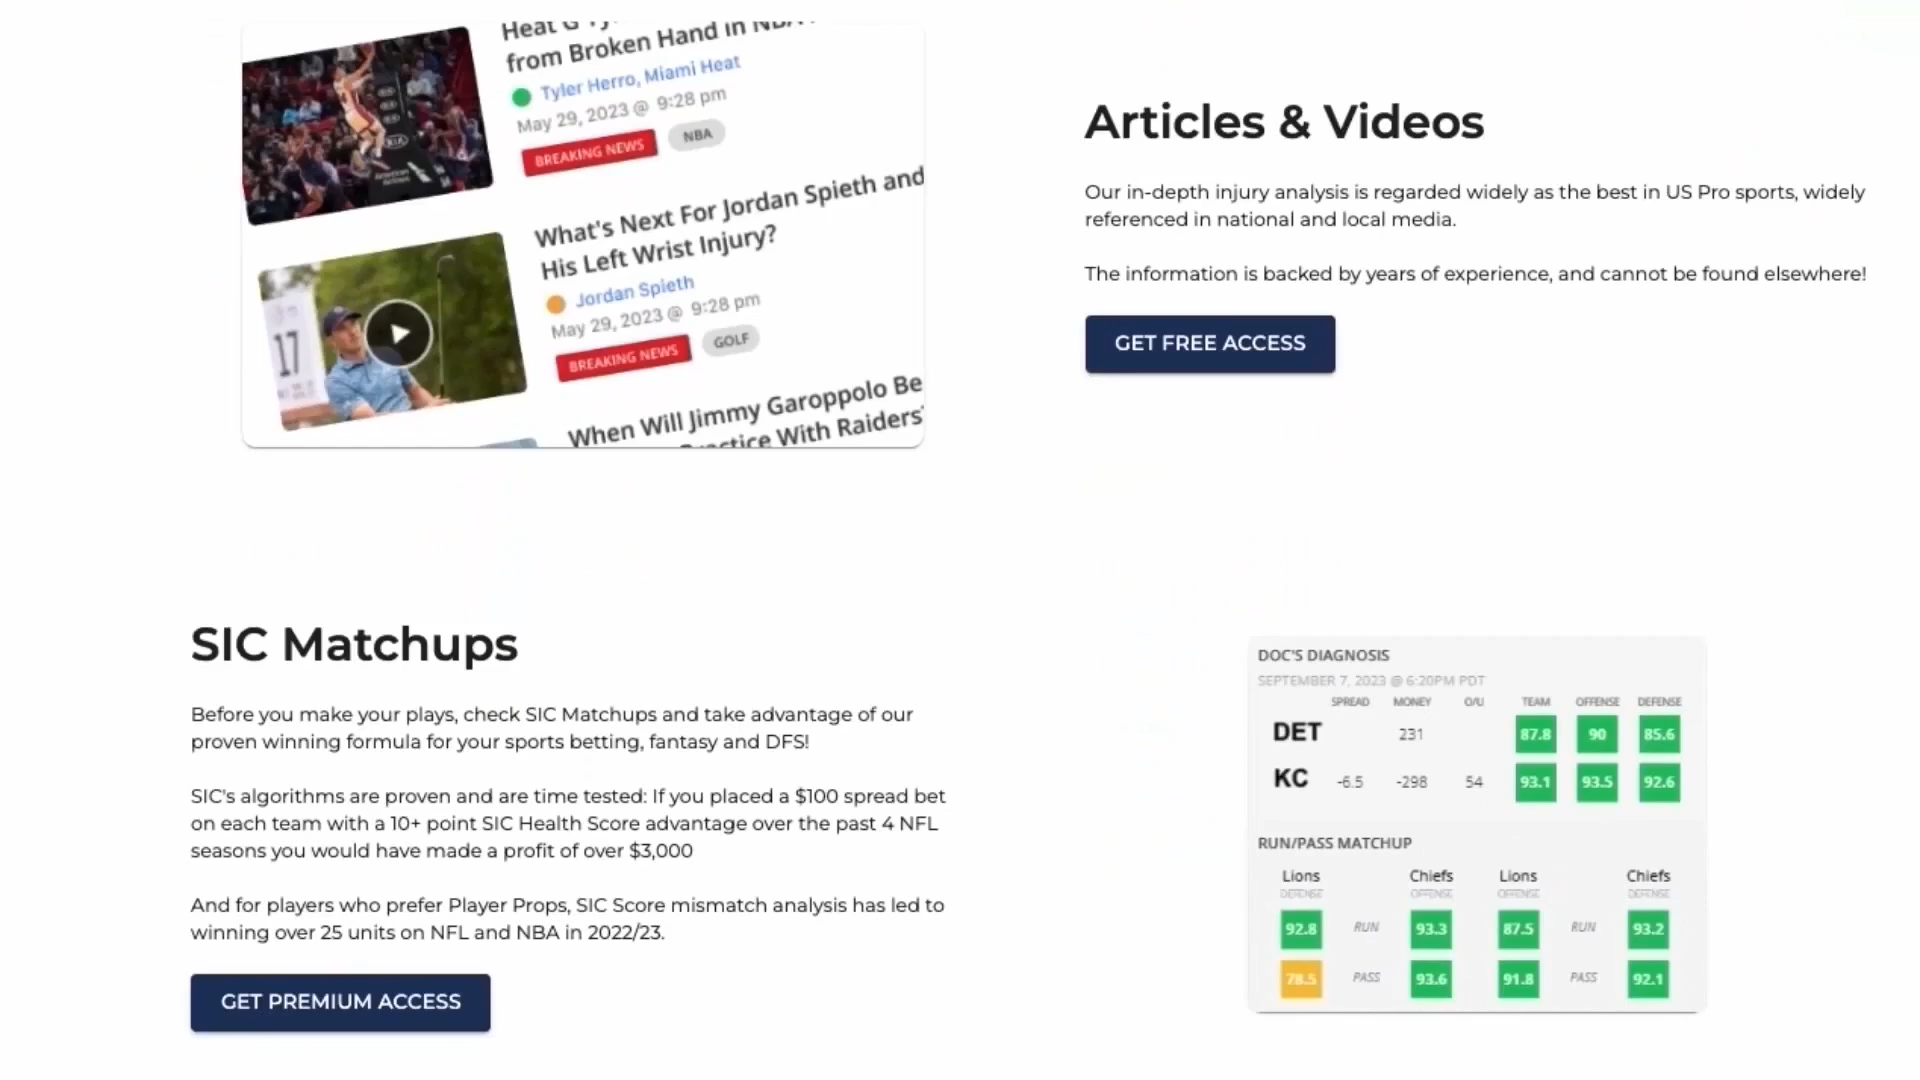 Heat G
from Broken Hand in NBA
Tyler Herro, Miami Heat
May 29, 2023 @ 9:28 pm
BREAKING NEWS
NBA
What's Next For Jordan Spieth and
His Left Wrist Injury?
Jordan Spieth
May 29, 2023 @ 9:28 pm
BREAKING NEWS
GOLF
When Will Jimmy Garoppolo Be
Practice With Raiders
17
Articles & Videos
Our in-depth injury analysis is regarded widely as the best in US Pro sports, widely
referenced in national and local media.
The information is backed by years of experience, and cannot be found elsewhere!
GET FREE ACCESS
SIC Matchups
Before you make your plays, check SIC Matchups and take advantage of our
proven winning formula for your sports betting, fantasy and DFS!
SIC's algorithms are proven and are time tested: If you placed a $100 spread bet
on each team with a 10+ point SIC Health Score advantage over the past 4 NFL
seasons you would have made a profit of over $3,000
And for players who prefer Player Props, SIC Score mismatch analysis has led to
winning over 25 units on NFL and NBA in 2022/23.
GET PREMIUM ACCESS
DOC'S DIAGNOSIS
SEPTEMBER 7, 2023 @ 6:20PM PDT
SPREAD MONEY O/U TEAM OFFENSE DEFENSE
DET 231 87.8 90 85.6
KC -6.5 -298 54 93.1 93.5 92.6
RUN/PASS MATCHUP
Lions Chiefs Lions Chiefs
DEFENSE OFFENSE OFFENSE DEFENSE
92.8 RUN 93.3 87.5 RUN 93.2
78.5 PASS 93.6 91.8 PASS 92.1